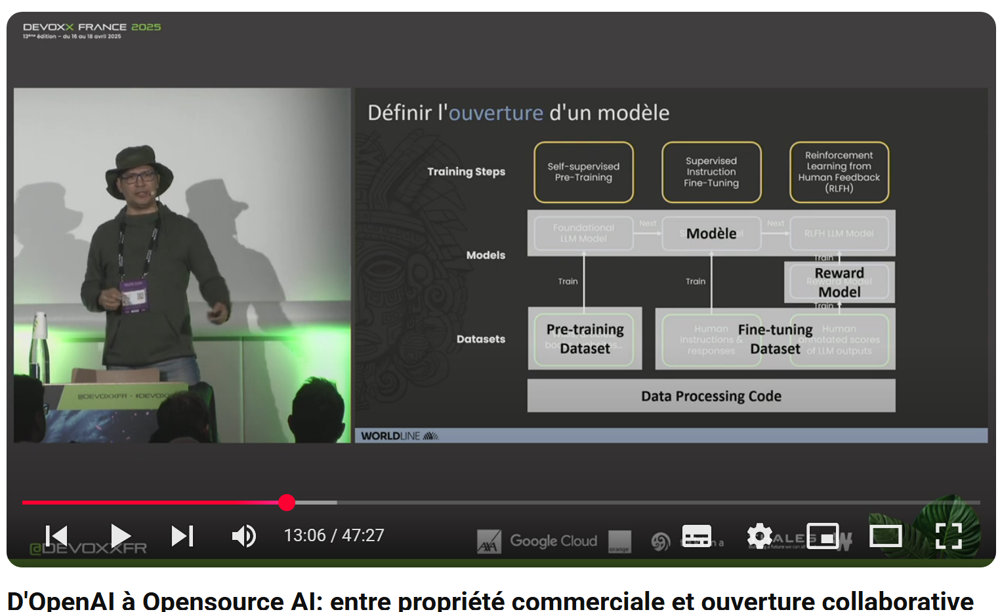 DEVOXX FRANCE 2025
13ème édition – du 16 au 18 avril 2025
Définir l'ouverture d'un modèle
Training Steps
Self-supervised
Pre-Training
Supervised
Instruction
Fine-Tuning
Reinforcement
Learning from
Human Feedback
(RLFH)
Models
Foundational
LLM Model
Next
Modèle
Next
RLFH LLM Model
Train
Train
Train
Reward
Model
Train
Datasets
Pre-training
Dataset
Human
instructions &
responses
Fine-tuning
Dataset
Human
annotated scores
of LLM outputs
Data Processing Code
WORLDLINE
@DEVOXXFR - #DEVOXX
13:06 / 47:27
@DEVOXXFR
AXA
Google Cloud
orange
D'OpenAI à Opensource AI: entre propriété commerciale et ouverture collaborative